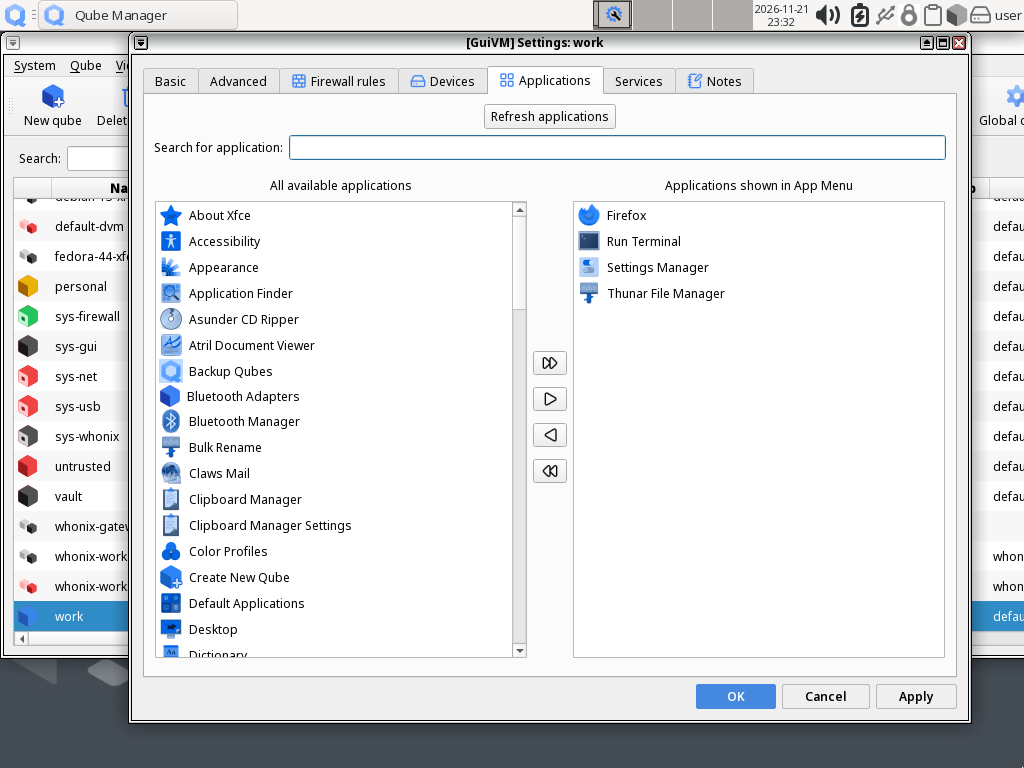 Qube Manager
2026-11-21
23:32
user
[GuiVM] Settings: work
System Qube
New qube
Global
Search:
Basic
Advanced
Firewall rules
Devices
Applications
Services
Notes
Refresh applications
Search for application:
All available applications
Applications shown in App Menu
About Xfce
Accessibility
Appearance
Application Finder
Asunder CD Ripper
Atril Document Viewer
Backup Qubes
Bluetooth Adapters
Bluetooth Manager
Bulk Rename
Claws Mail
Clipboard Manager
Clipboard Manager Settings
Color Profiles
Create New Qube
Default Applications
Desktop
Dictionary
Firefox
Run Terminal
Settings Manager
Thunar File Manager
default-dvm
personal
sys-firewall
sys-gui
sys-net
sys-usb
sys-whonix
untrusted
vault
work
OK
Cancel
Apply